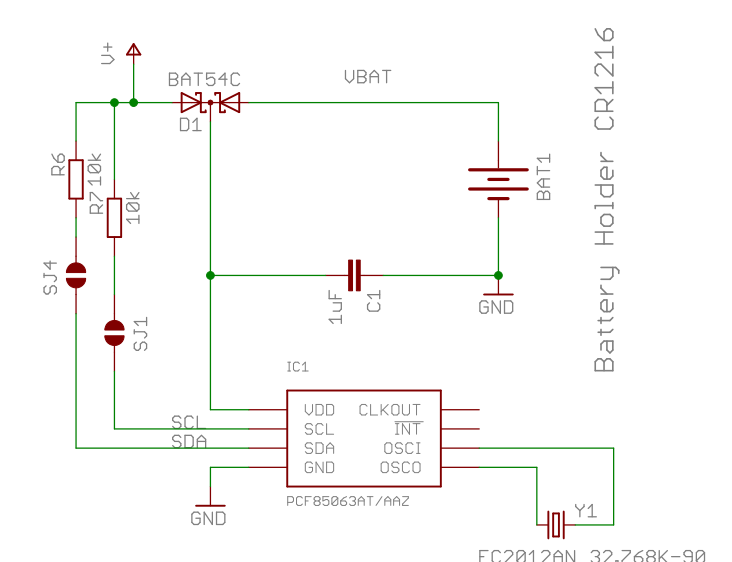 V+
BAT54C
VBAT
D1
Battery Holder CR1216
R6
10k
R7
10k
BAT1
SJ4
SJ1
1uF
C1
GND
IC1
VDD
CLKOUT
SCL
SCL
INT
SDA
SDA
OSCI
GND
OSCO
PCF85063AT/AAZ
GND
Y1
FC2012AN 32.768K-90